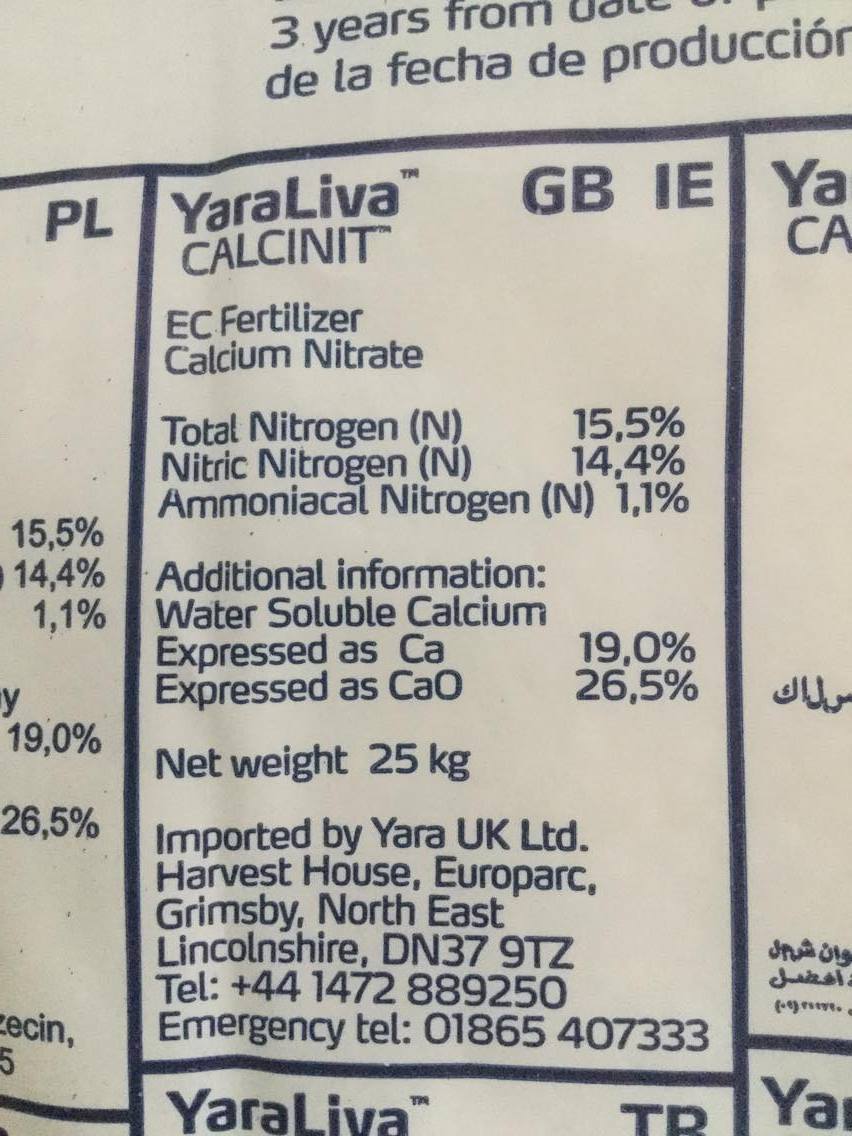 3 years from date
de la fecha de producción
PL
15,5%
14,4%
1,1%
19,0%
26,5%
5
YaraLiva™ GB IE
CALCINIT™
EC Fertilizer
Calcium Nitrate
Total Nitrogen (N) 15,5%
Nitric Nitrogen (N) 14,4%
Ammoniacal Nitrogen (N) 1,1%
Additional information:
Water Soluble Calcium
Expressed as Ca 19,0%
Expressed as CaO 26,5%
Net weight 25 kg
Imported by Yara UK Ltd.
Harvest House, Europarc,
Grimsby, North East
Lincolnshire, DN37 9TZ
Tel: +44 1472 889250
Emergency tel: 01865 407333
Ya
CA
YaraLiva™ TR
Yar